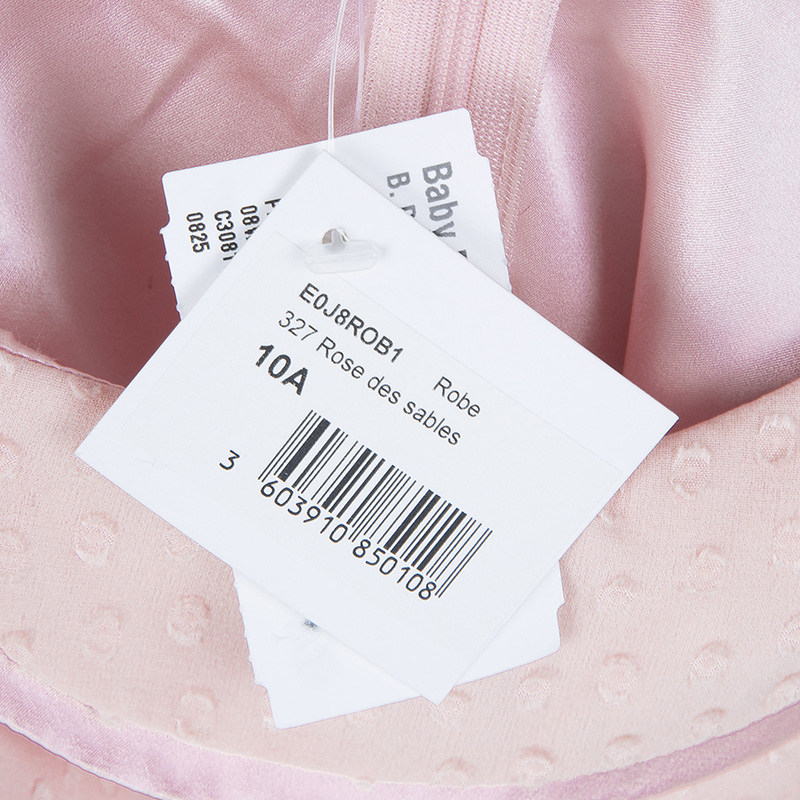 E0J8ROB1 Robe
327 Rose des sables
10A
3 603910 850108
Baby
B.
0825